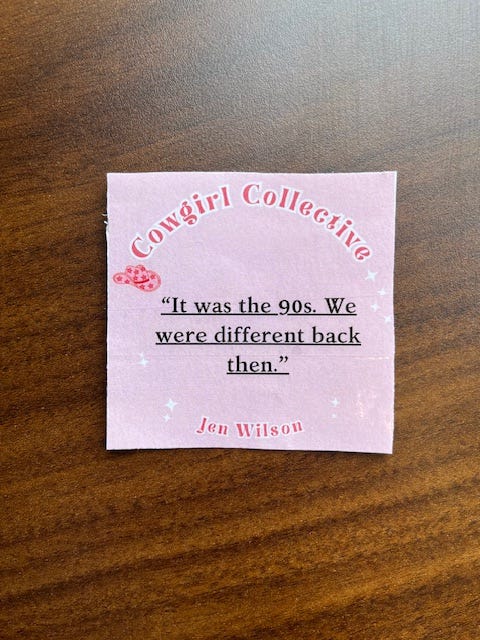 Cowgirl Collective
“It was the 90s. We
were different back
then.”
Jen Wilson